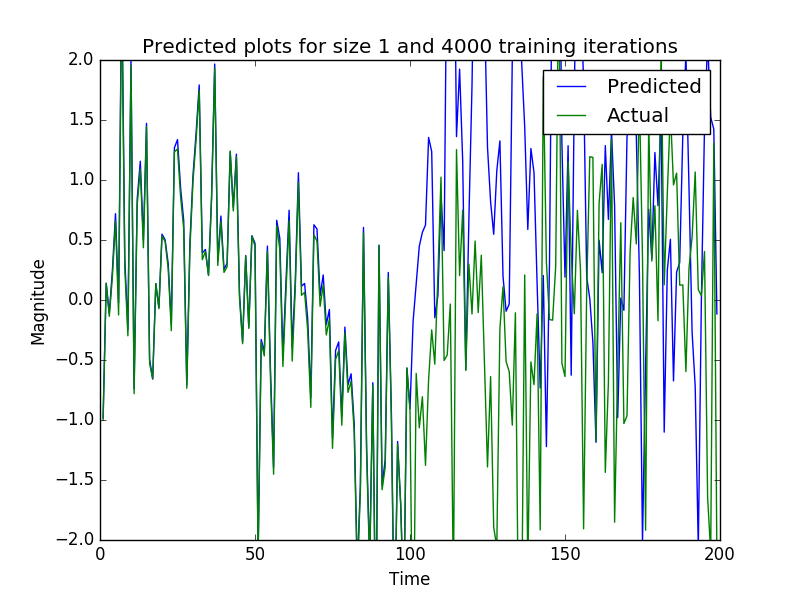 Predicted plots for size 1 and 4000 training iterations
2.0
1.5
1.0
0.5
0.0
−0.5
−1.0
−1.5
−2.0
Magnitude
Predicted
Actual
0
50
100
150
200
Time